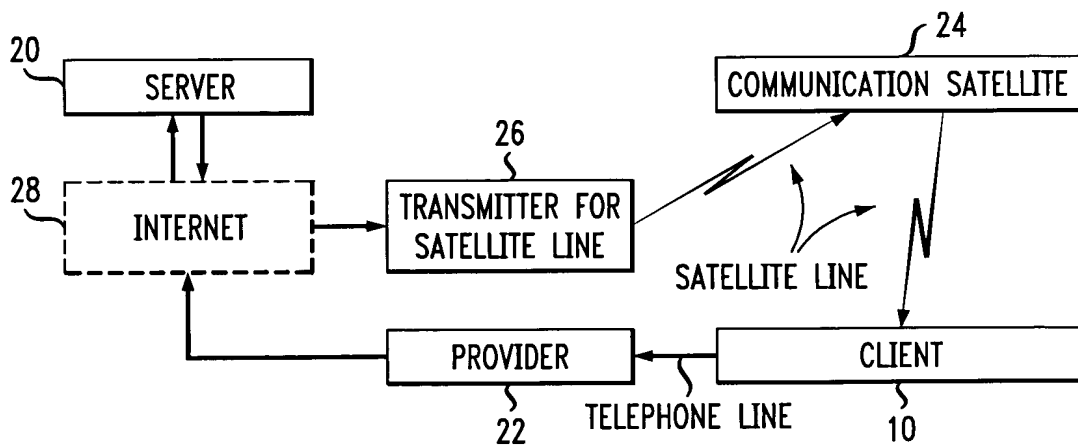 24
20
SERVER
COMMUNICATION SATELLITE
26
28
INTERNET
TRANSMITTER FOR
SATELLITE LINE
SATELLITE LINE
PROVIDER
CLIENT
22
TELEPHONE LINE
10